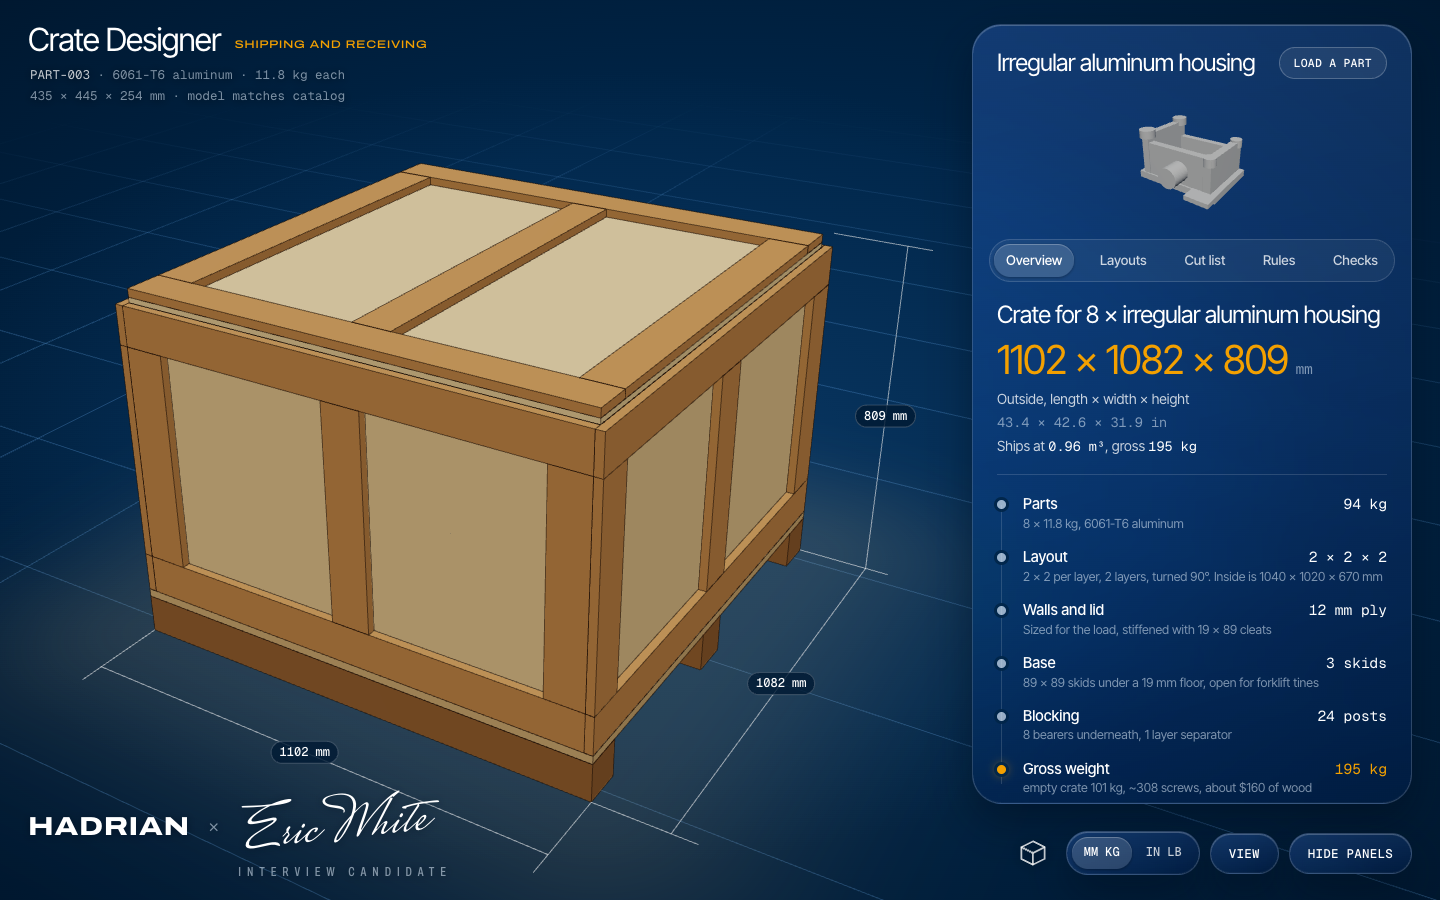 Crate Designer SHIPPING AND RECEIVING
PART-003 · 6061-T6 aluminum · 11.8 kg each
435 × 445 × 254 mm · model matches catalog
809 mm
1082 mm
1102 mm
HADRIAN × Eric White
INTERVIEW CANDIDATE
Irregular aluminum housing
LOAD A PART
Overview Layouts Cut list Rules Checks
Crate for 8 × irregular aluminum housing
1102 × 1082 × 809 mm
Outside, length × width × height
43.4 × 42.6 × 31.9 in
Ships at 0.96 m³, gross 195 kg
Parts 94 kg
8 × 11.8 kg, 6061-T6 aluminum
Layout 2 × 2 × 2
2 × 2 per layer, 2 layers, turned 90°. Inside is 1040 × 1020 × 670 mm
Walls and lid 12 mm ply
Sized for the load, stiffened with 19 × 89 cleats
Base 3 skids
89 × 89 skids under a 19 mm floor, open for forklift tines
Blocking 24 posts
8 bearers underneath, 1 layer separator
Gross weight 195 kg
empty crate 101 kg, ~308 screws, about $160 of wood
MM KG IN LB VIEW HIDE PANELS